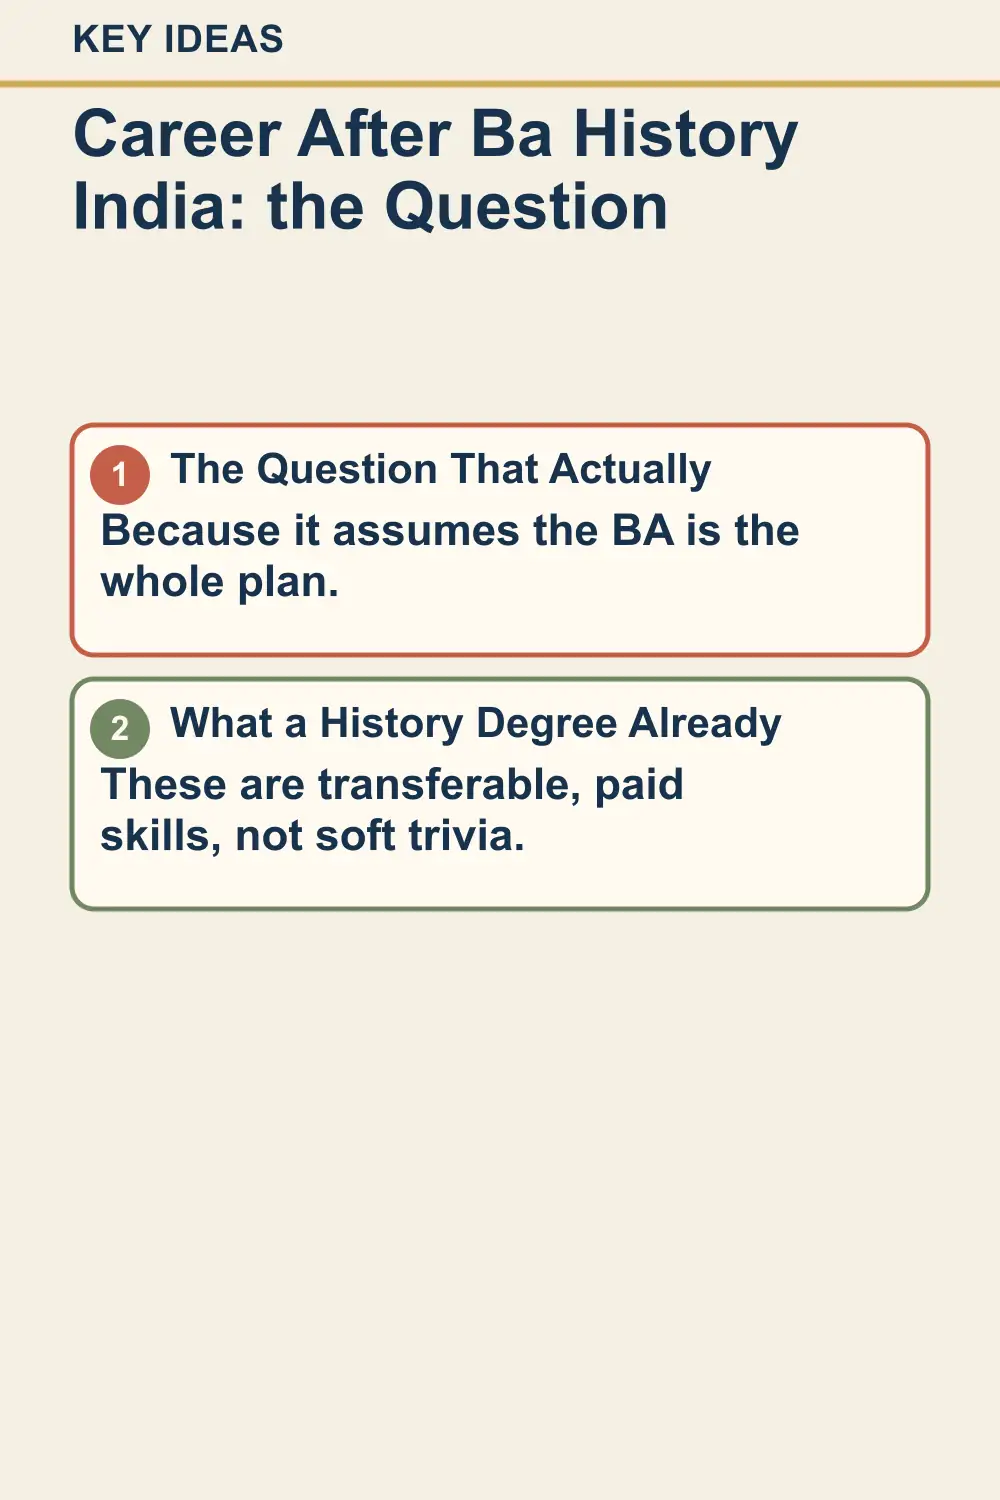 KEY IDEAS
Career After Ba History
India: the Question
1 The Question That Actually
Because it assumes the BA is the
whole plan.
2 What a History Degree Already
These are transferable, paid
skills, not soft trivia.